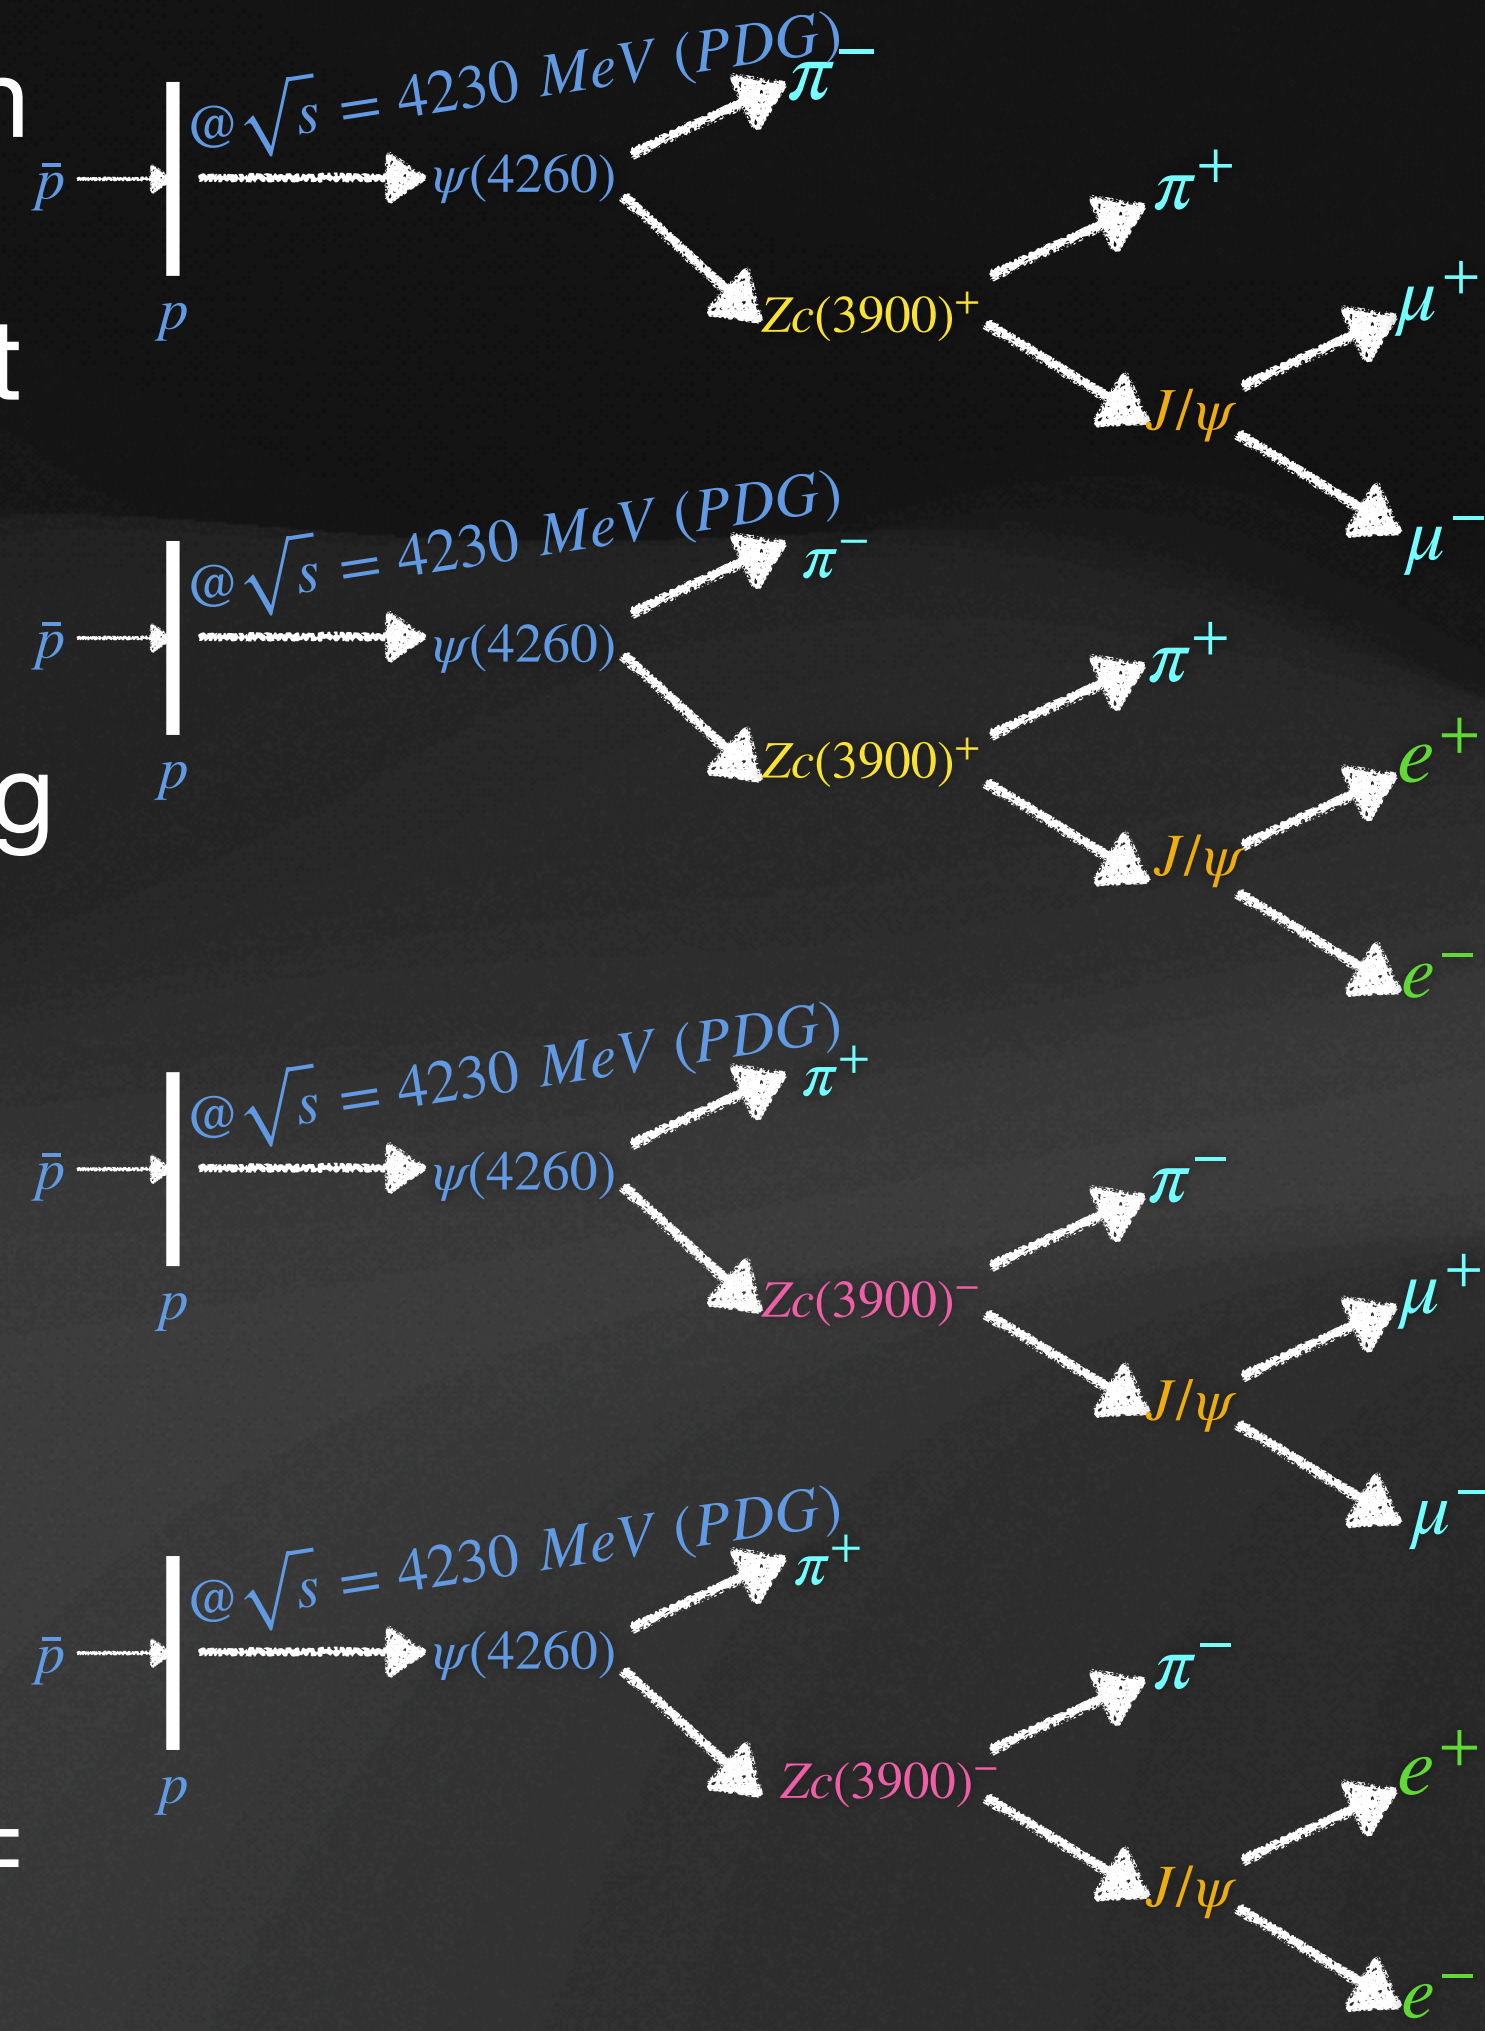 n
@√s = 4230 MeV (PDG)
π⁻
p̄
ψ(4260)
π⁺
p
Zc(3900)⁺
μ⁺
t
J/ψ
μ⁻
@√s = 4230 MeV (PDG)
π⁻
p̄
ψ(4260)
π⁺
p
Zc(3900)⁺
e⁺
g
J/ψ
e⁻
@√s = 4230 MeV (PDG)
π⁺
p̄
ψ(4260)
π⁻
p
Zc(3900)⁻
μ⁺
J/ψ
μ⁻
@√s = 4230 MeV (PDG)
π⁺
p̄
ψ(4260)
π⁻
p
Zc(3900)⁻
e⁺
J/ψ
e⁻